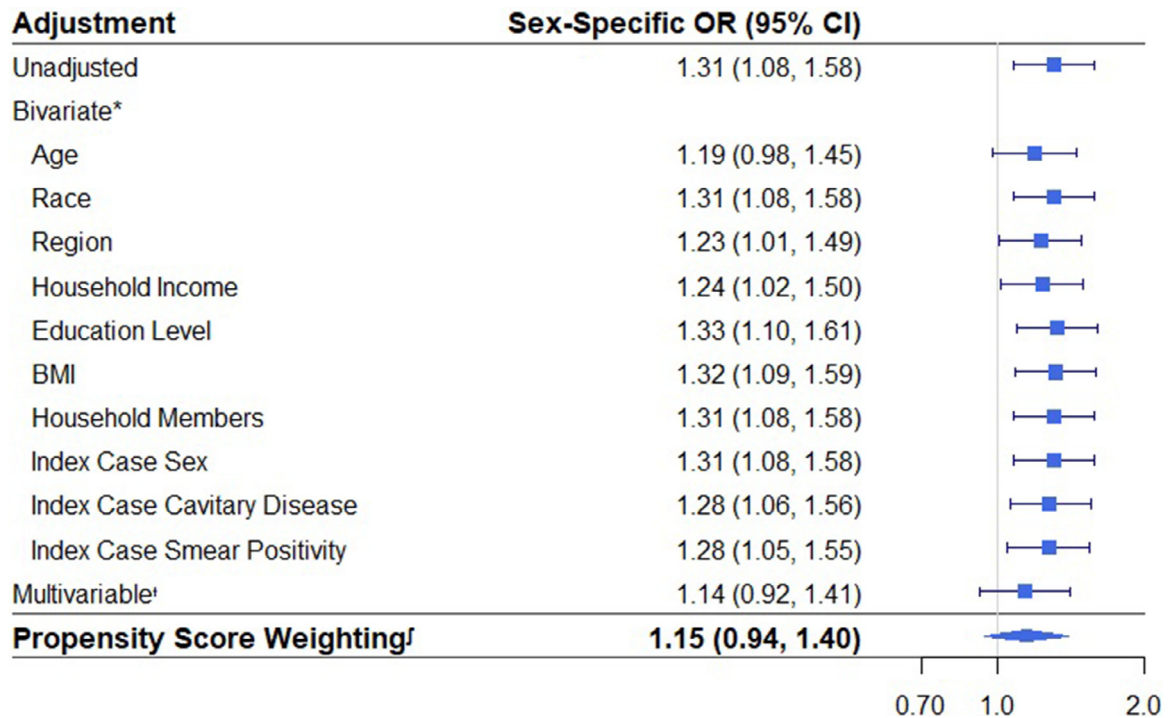 Adjustment Sex-Specific OR (95% CI)
Unadjusted 1.31 (1.08, 1.58)
Bivariate*
Age 1.19 (0.98, 1.45)
Race 1.31 (1.08, 1.58)
Region 1.23 (1.01, 1.49)
Household Income 1.24 (1.02, 1.50)
Education Level 1.33 (1.10, 1.61)
BMI 1.32 (1.09, 1.59)
Household Members 1.31 (1.08, 1.58)
Index Case Sex 1.31 (1.08, 1.58)
Index Case Cavitary Disease 1.28 (1.06, 1.56)
Index Case Smear Positivity 1.28 (1.05, 1.55)
Multivariableᵗ 1.14 (0.92, 1.41)
Propensity Score Weighting∫ 1.15 (0.94, 1.40)
0.70 1.0 2.0